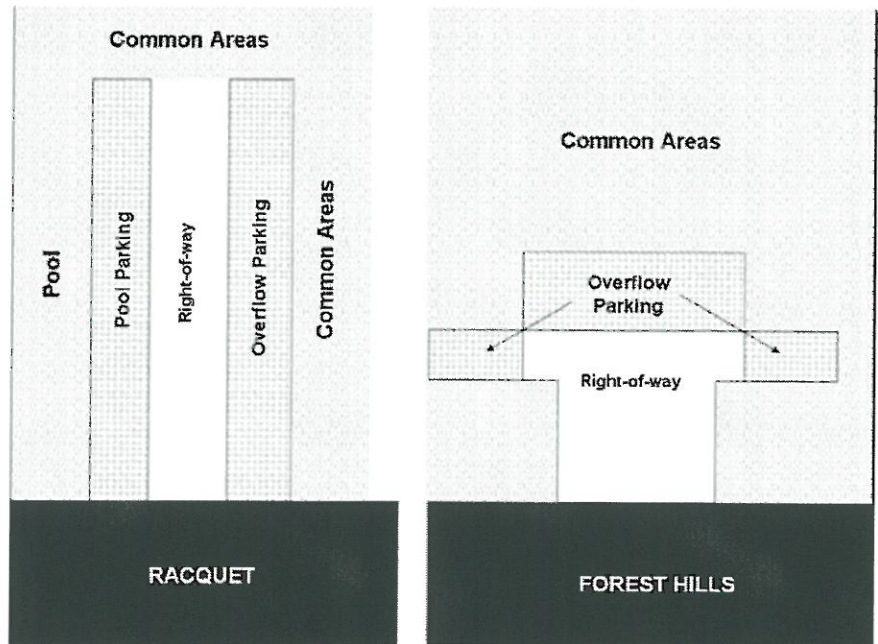 Common Areas
Pool
Pool Parking
Right-of-way
Overflow Parking
Common Areas
RACQUET
Common Areas
Overflow
Parking
Right-of-way
FOREST HILLS